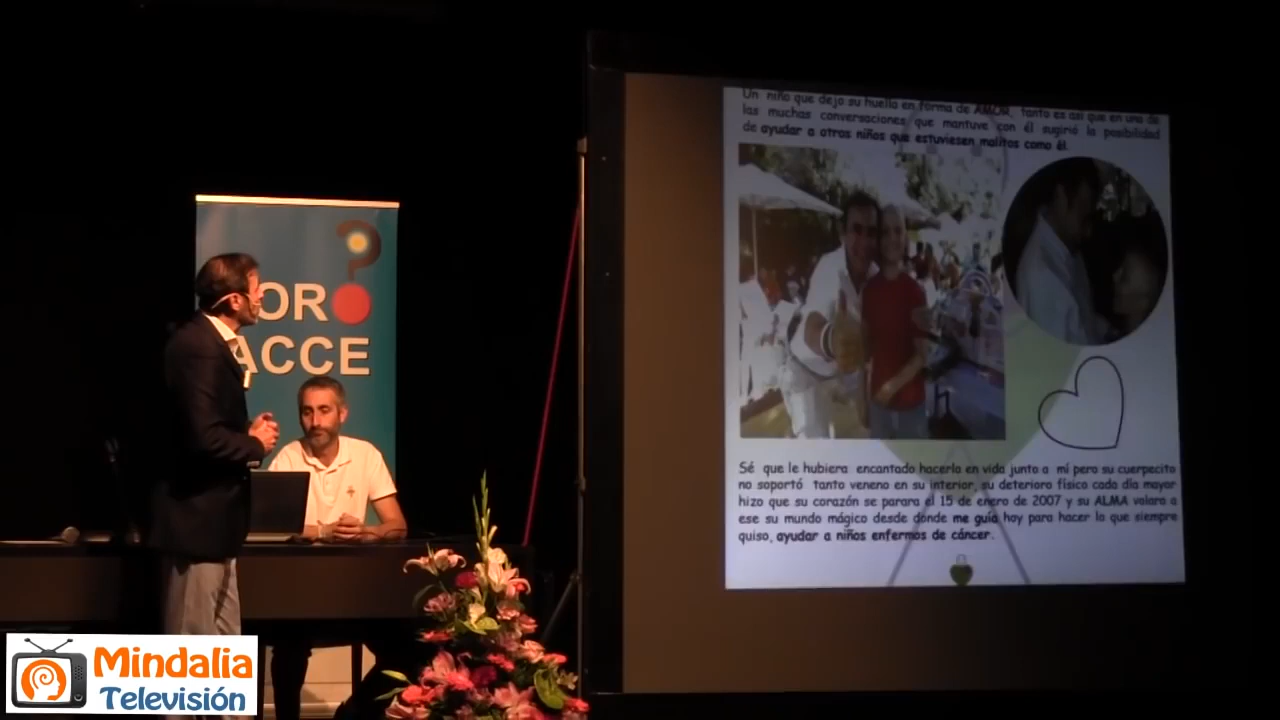 Un niño que dejo su huella en forma de AMOR, tanto es así que en una de
las muchas conversaciones que mantuve con él sugirió la posibilidad
de ayudar a otros niños que estuviesen malitos como él.
Sé que le hubiera encantado hacerla en vida junto a mí pero su cuerpecito
no soportó tanto veneno en su interior, su deterioro físico cada día mayor
hizo que su corazón se parara el 15 de enero de 2007 y su ALMA volara a
ese su mundo mágico desde donde me guía hoy para hacer lo que siempre
quiso, ayudar a niños enfermos de cáncer.
OR
ACCE
Mindalia
Televisión